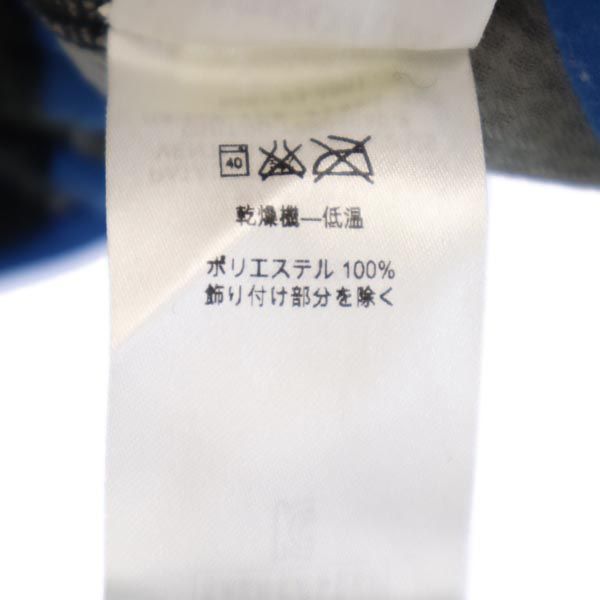 40
乾燥機—低温
ポリエステル 100%
飾り付け部分を除く